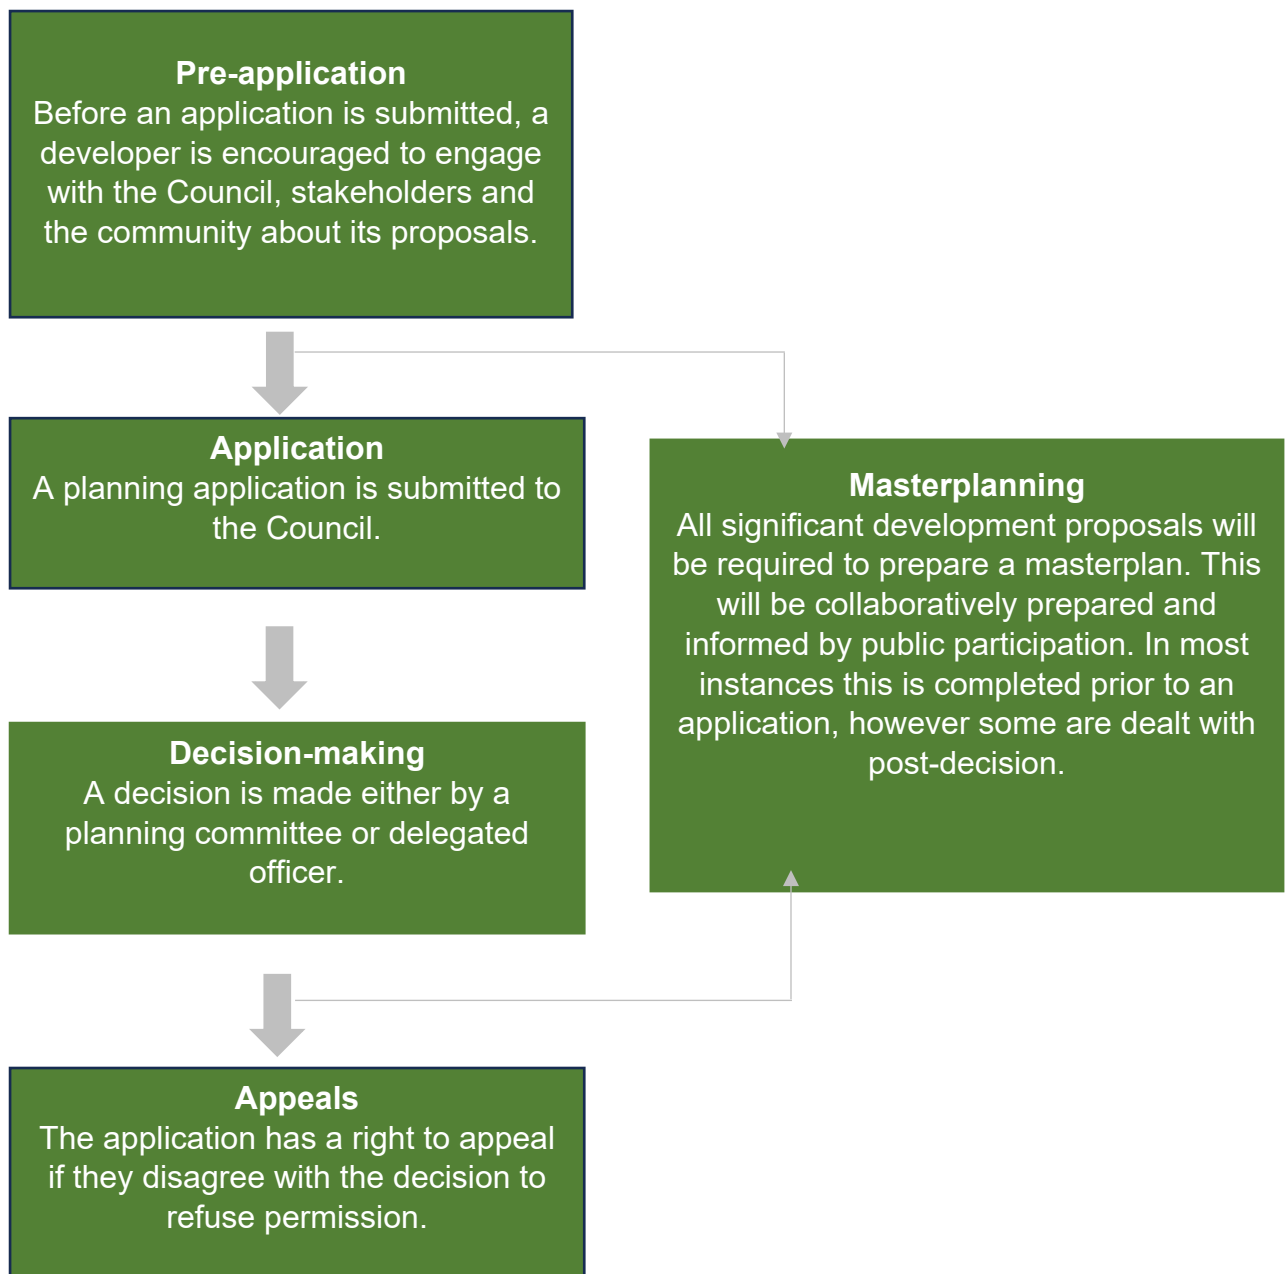 Pre-application
Before an application is submitted, a
developer is encouraged to engage
with the Council, stakeholders and
the community about its proposals.
Application
A planning application is submitted to
the Council.
Masterplanning
All significant development proposals will
be required to prepare a masterplan. This
will be collaboratively prepared and
informed by public participation. In most
instances this is completed prior to an
application, however some are dealt with
post-decision.
Decision-making
A decision is made either by a
planning committee or delegated
officer.
Appeals
The application has a right to appeal
if they disagree with the decision to
refuse permission.